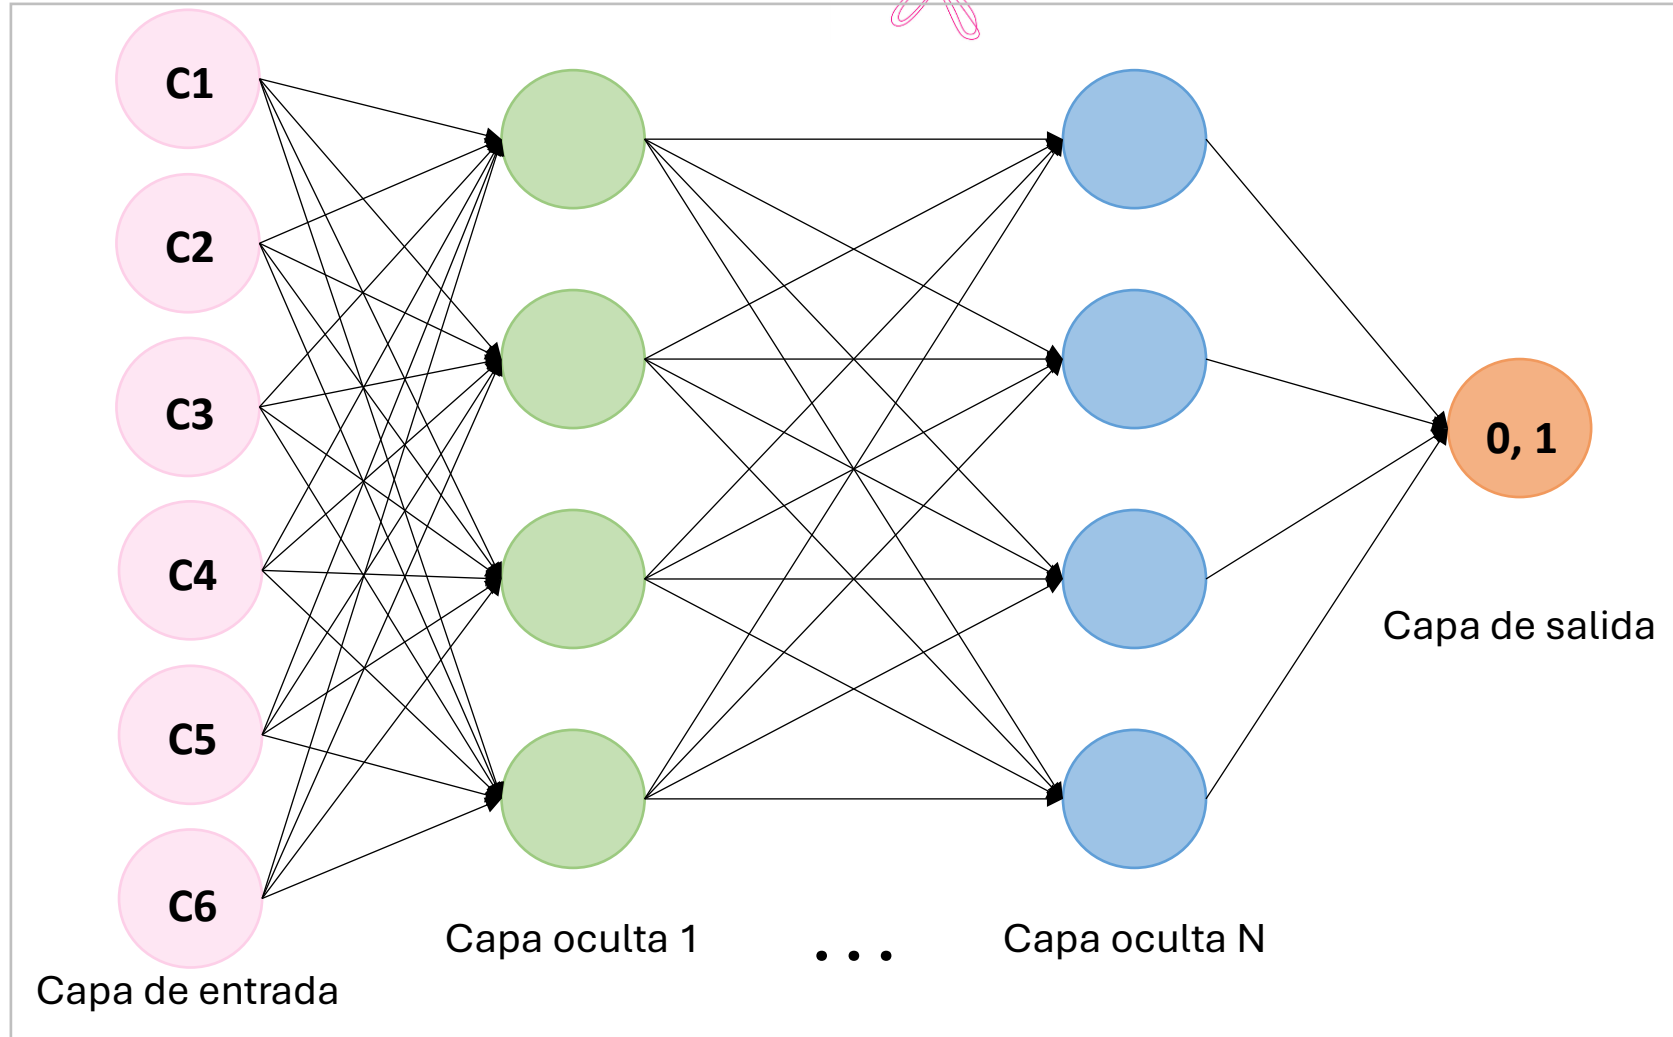 C1
C2
C3
C4
C5
C6
0, 1
Capa de salida
Capa oculta 1
. . .
Capa oculta N
Capa de entrada